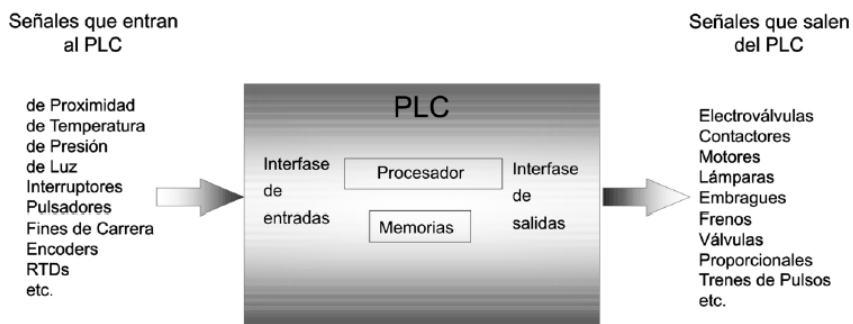 Señales que entran
al PLC
de Proximidad
de Temperatura
de Presión
de Luz
Interruptores
Pulsadores
Fines de Carrera
Encoders
RTDs
etc.
PLC
Interfase
de
entradas
Procesador
Memorias
Interfase
de
salidas
Señales que salen
del PLC
Electroválvulas
Contactores
Motores
Lámparas
Embragues
Frenos
Válvulas
Proporcionales
Trenes de Pulsos
etc.